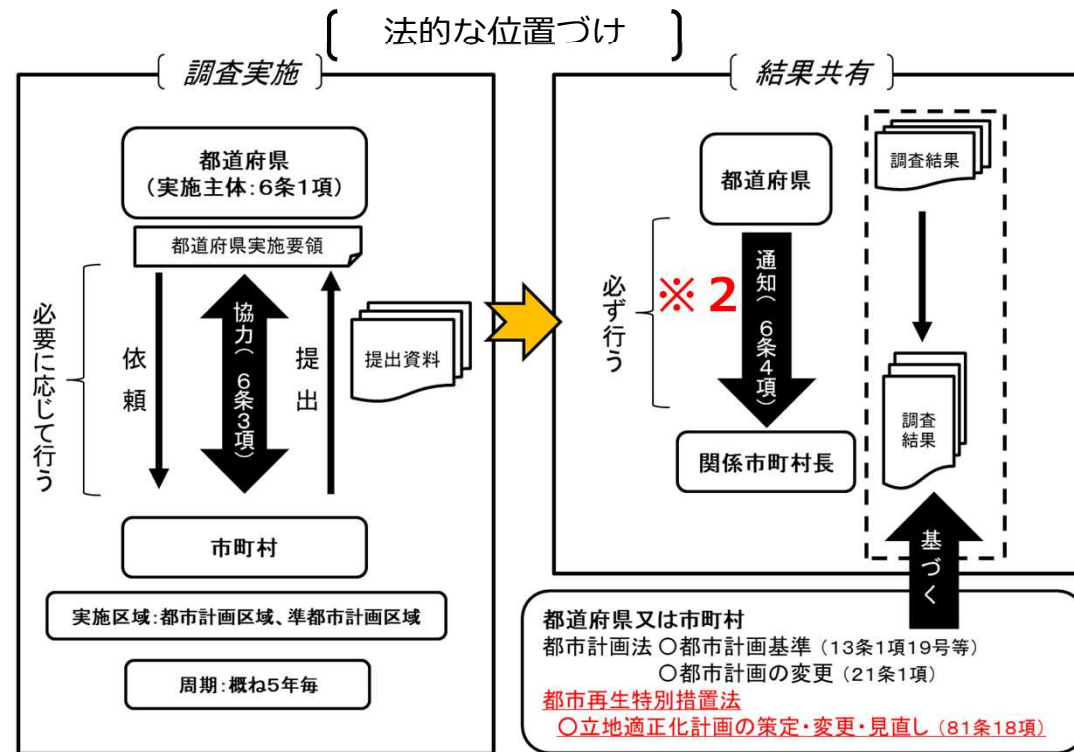 法的な位置づけ
調査実施
都道府県
（実施主体：6条1項）
都道府県実施要領
必要に応じて行う
依頼
協力（6条3項）
提出
提出資料
市町村
実施区域：都市計画区域、準都市計画区域
周期：概ね5年毎
結果共有
都道府県
必ず行う
※２
通知（6条4項）
関係市町村長
調査結果
調査
結果
基づく
都道府県又は市町村
都市計画法 〇都市計画基準（13条1項19号等）
〇都市計画の変更（21条1項）
都市再生特別措置法
〇立地適正化計画の策定・変更・見直し（81条18項）